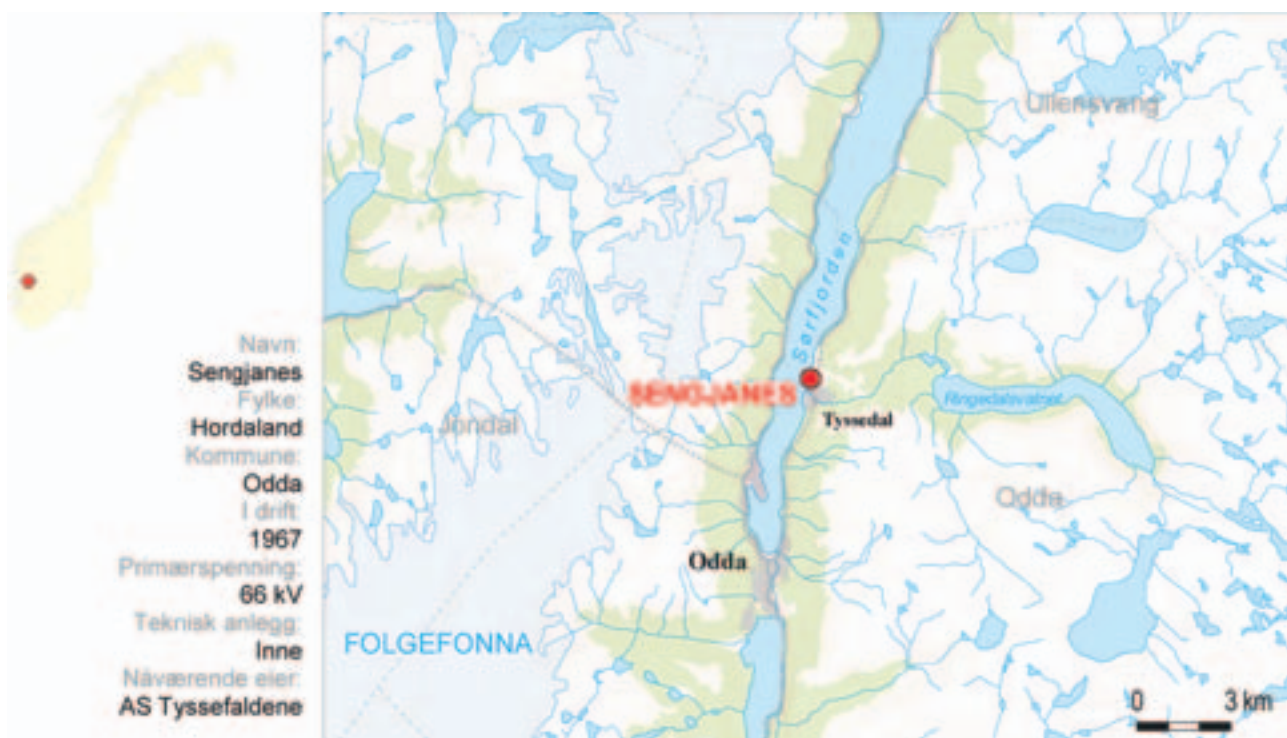 Navn:
Sengjanes
Fylke:
Hordaland
Kommune:
Odda
I drift:
1967
Primærspenning:
66 kV
Teknisk anlegg:
Inne
Nåværende eier:
AS Tyssefaldene
Ullensvang
Sørfjorden
SENGJANES
Tyssedal
Ringedalsvatnet
Jondal
Odda
Odda
FOLGEFONNA
0 3 km